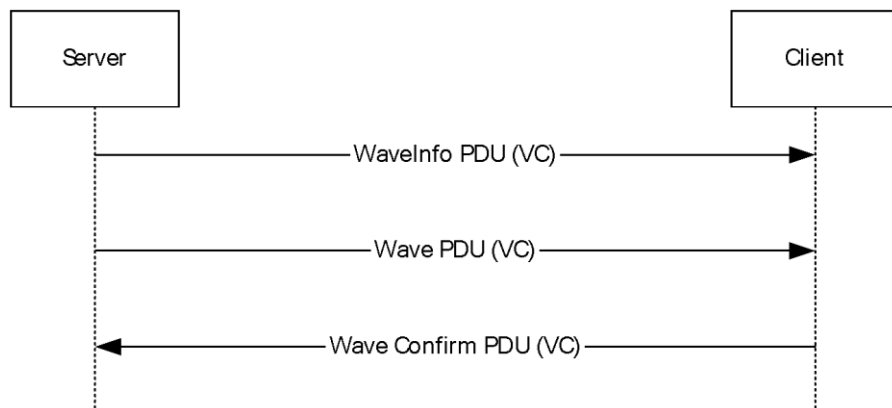 Server
Client
WaveInfo PDU (VC)
Wave PDU (VC)
Wave Confirm PDU (VC)